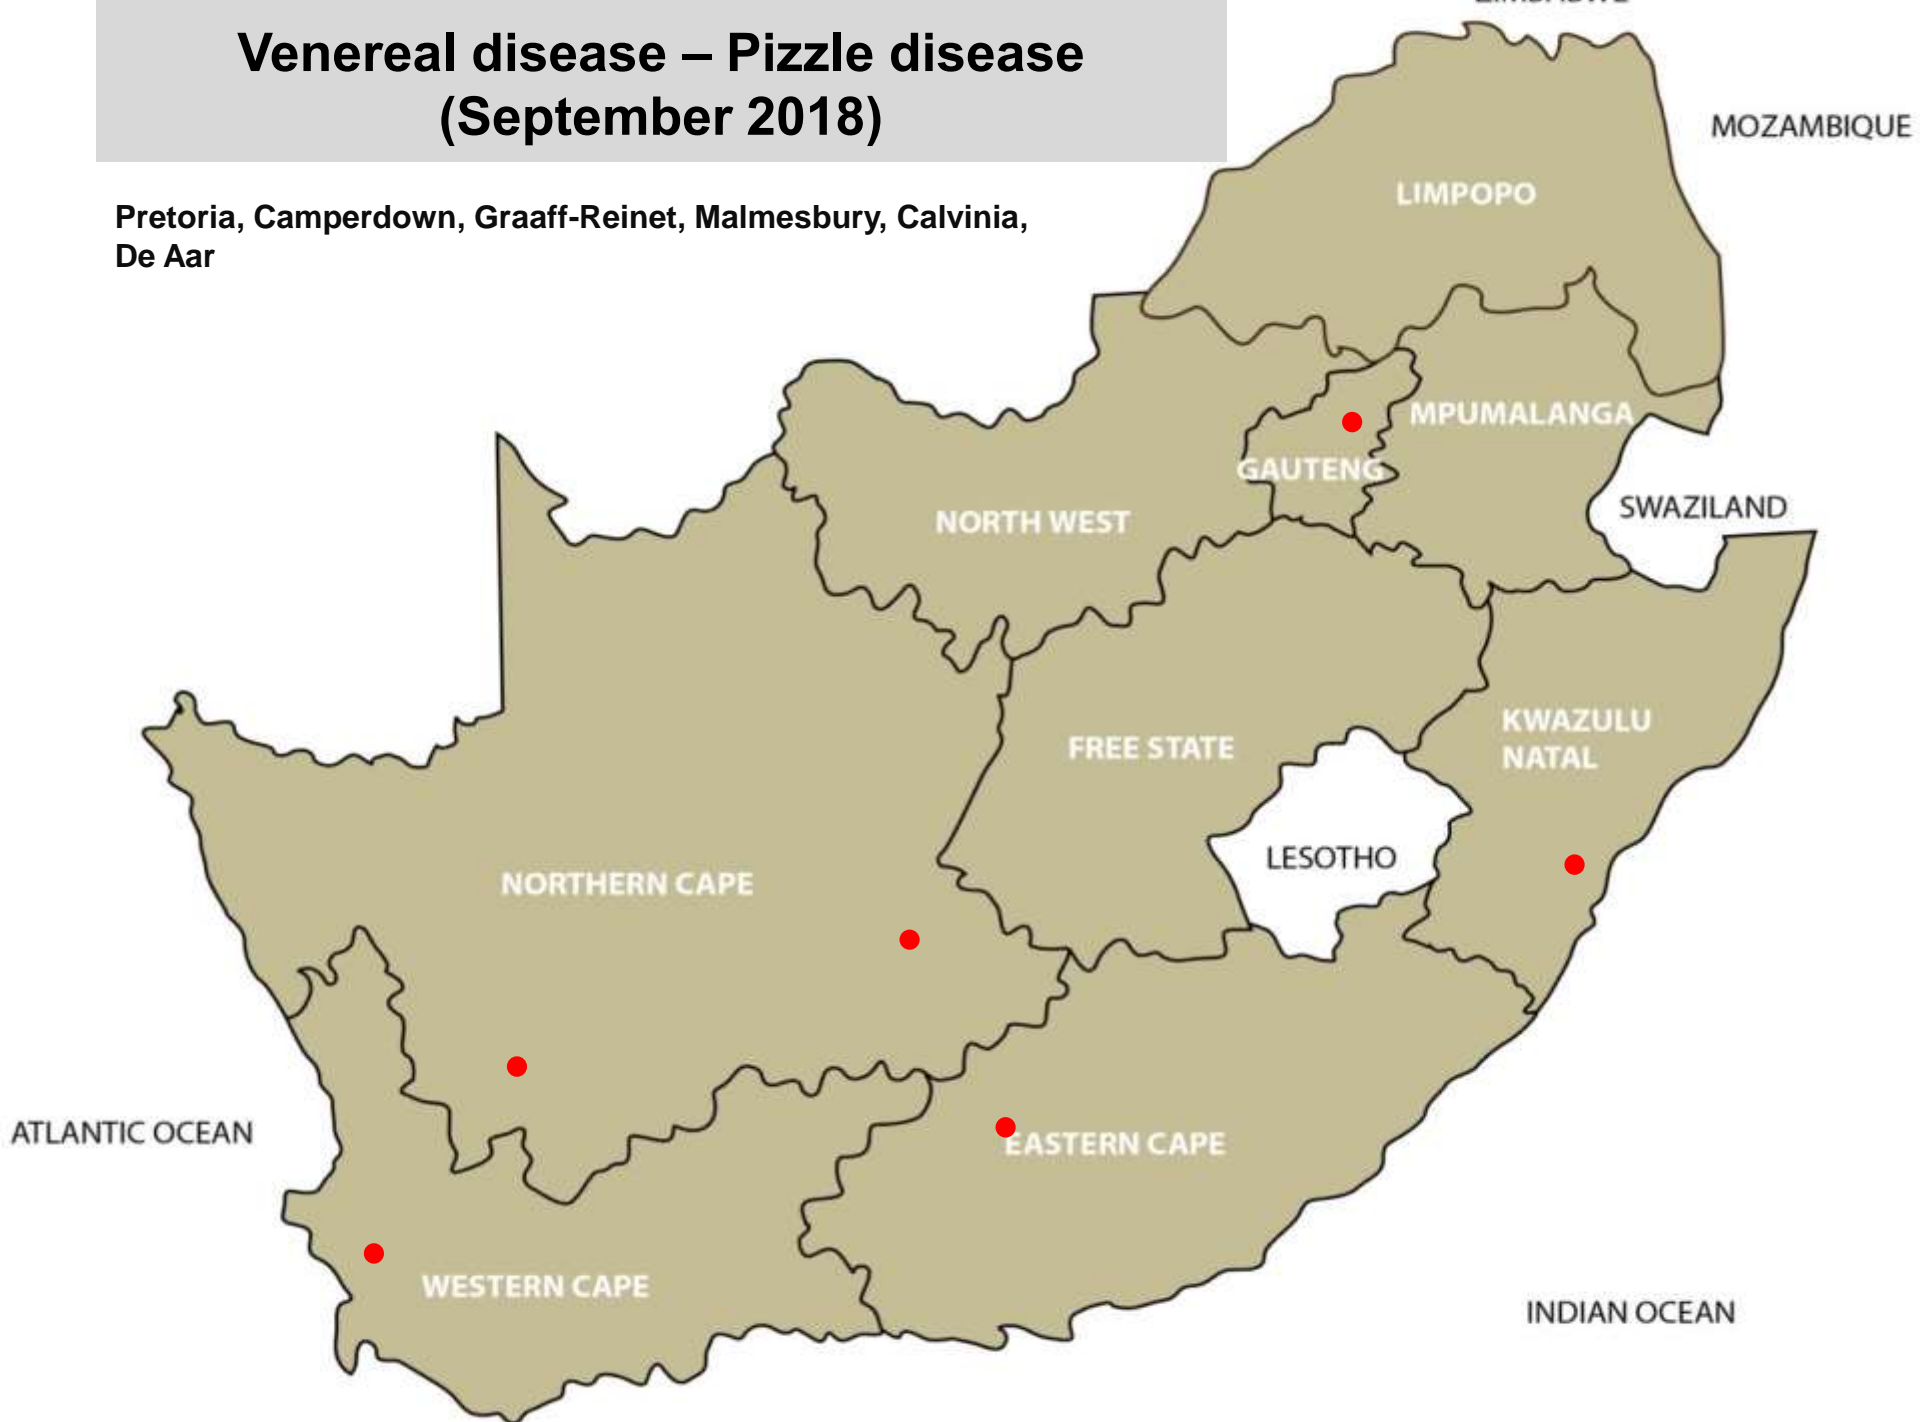 Venereal disease – Pizzle disease
(September 2018)
MOZAMBIQUE
LIMPOPO
Pretoria, Camperdown, Graaff-Reinet, Malmesbury, Calvinia,
De Aar
MPUMALANGA
GAUTENG
SWAZILAND
NORTH WEST
KWAZULU
NATAL
FREE STATE
LESOTHO
NORTHERN CAPE
ATLANTIC OCEAN
EASTERN CAPE
WESTERN CAPE
INDIAN OCEAN